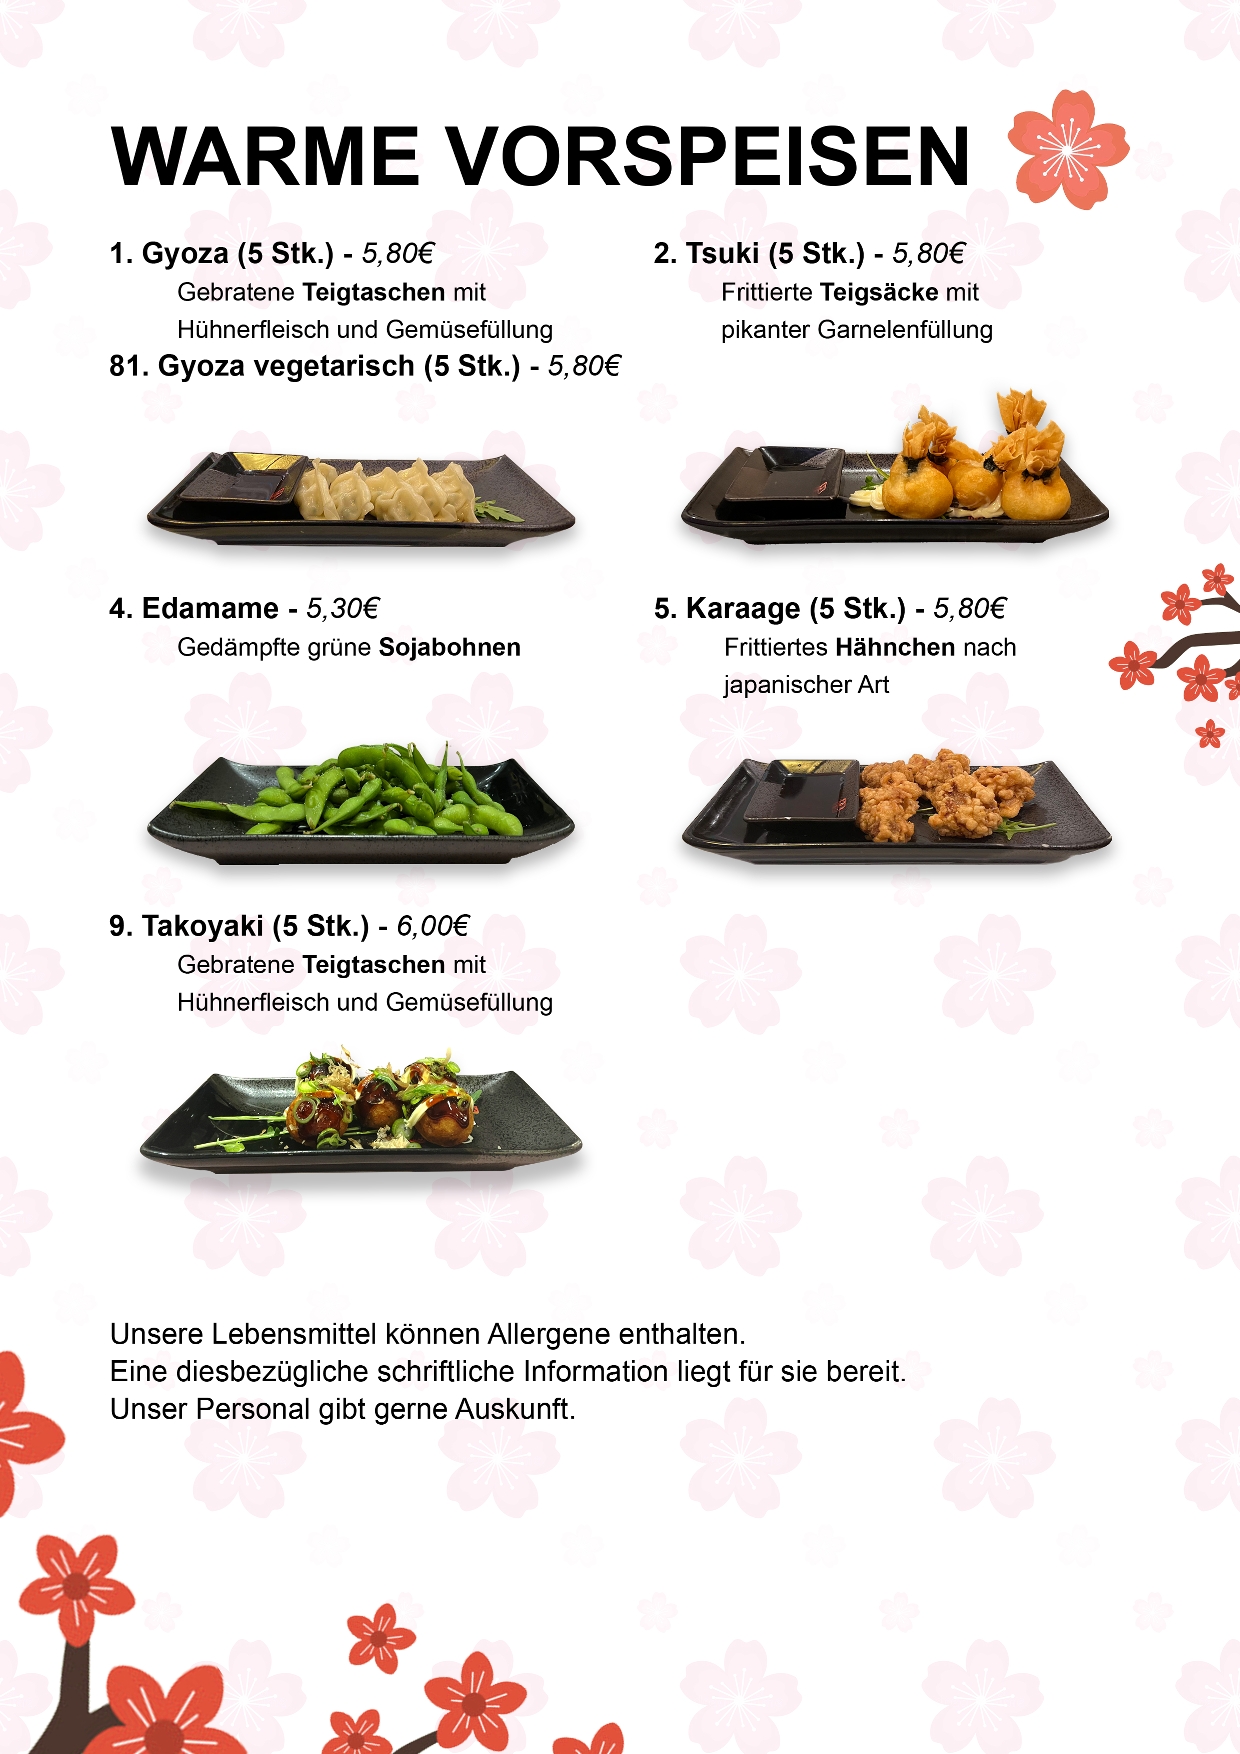 WARME VORSPEISEN
1. Gyoza (5 Stk.) - 5,80€
Gebratene Teigtaschen mit
Hühnerfleisch und Gemüsefüllung
81. Gyoza vegetarisch (5 Stk.) - 5,80€
2. Tsuki (5 Stk.) - 5,80€
Frittierte Teigsäcke mit
pikanter Garnelenfüllung
4. Edamame - 5,30€
Gedämpfte grüne Sojabohnen
5. Karaage (5 Stk.) - 5,80€
Frittiertes Hähnchen nach
japanischer Art
9. Takoyaki (5 Stk.) - 6,00€
Gebratene Teigtaschen mit
Hühnerfleisch und Gemüsefüllung
Unsere Lebensmittel können Allergene enthalten.
Eine diesbezügliche schriftliche Information liegt für sie bereit.
Unser Personal gibt gerne Auskunft.